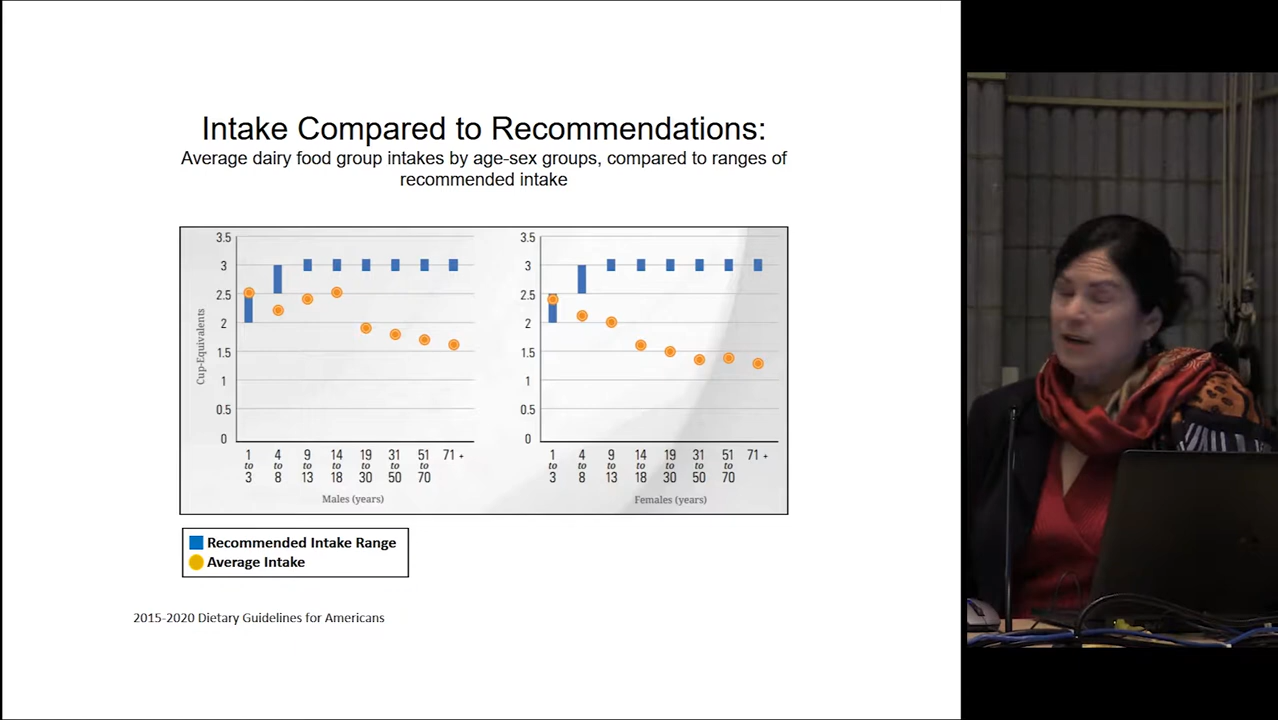 Intake Compared to Recommendations:
Average dairy food group intakes by age-sex groups, compared to ranges of
recommended intake
3.5
3
2.5
2
1.5
1
0.5
0
Cup-Equivalents
1 to 3
4 to 8
9 to 13
14 to 18
19 to 30
31 to 50
51 to 70
71 +
Males (years)
3.5
3
2.5
2
1.5
1
0.5
0
1 to 3
4 to 8
9 to 13
14 to 18
19 to 30
31 to 50
51 to 70
71 +
Females (years)
Recommended Intake Range
Average Intake
2015-2020 Dietary Guidelines for Americans